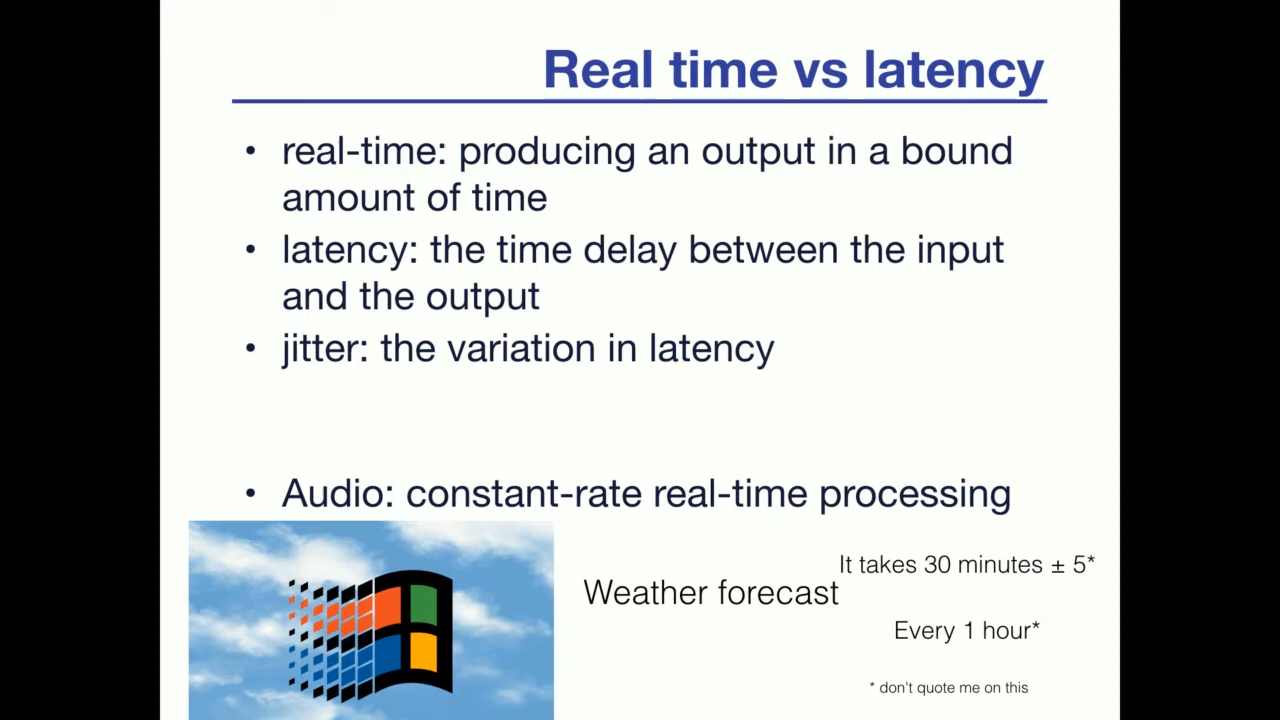 Real time vs latency
• real-time: producing an output in a bound
amount of time
• latency: the time delay between the input
and the output
• jitter: the variation in latency
• Audio: constant-rate real-time processing
It takes 30 minutes ± 5*
Weather forecast
Every 1 hour*
* don't quote me on this